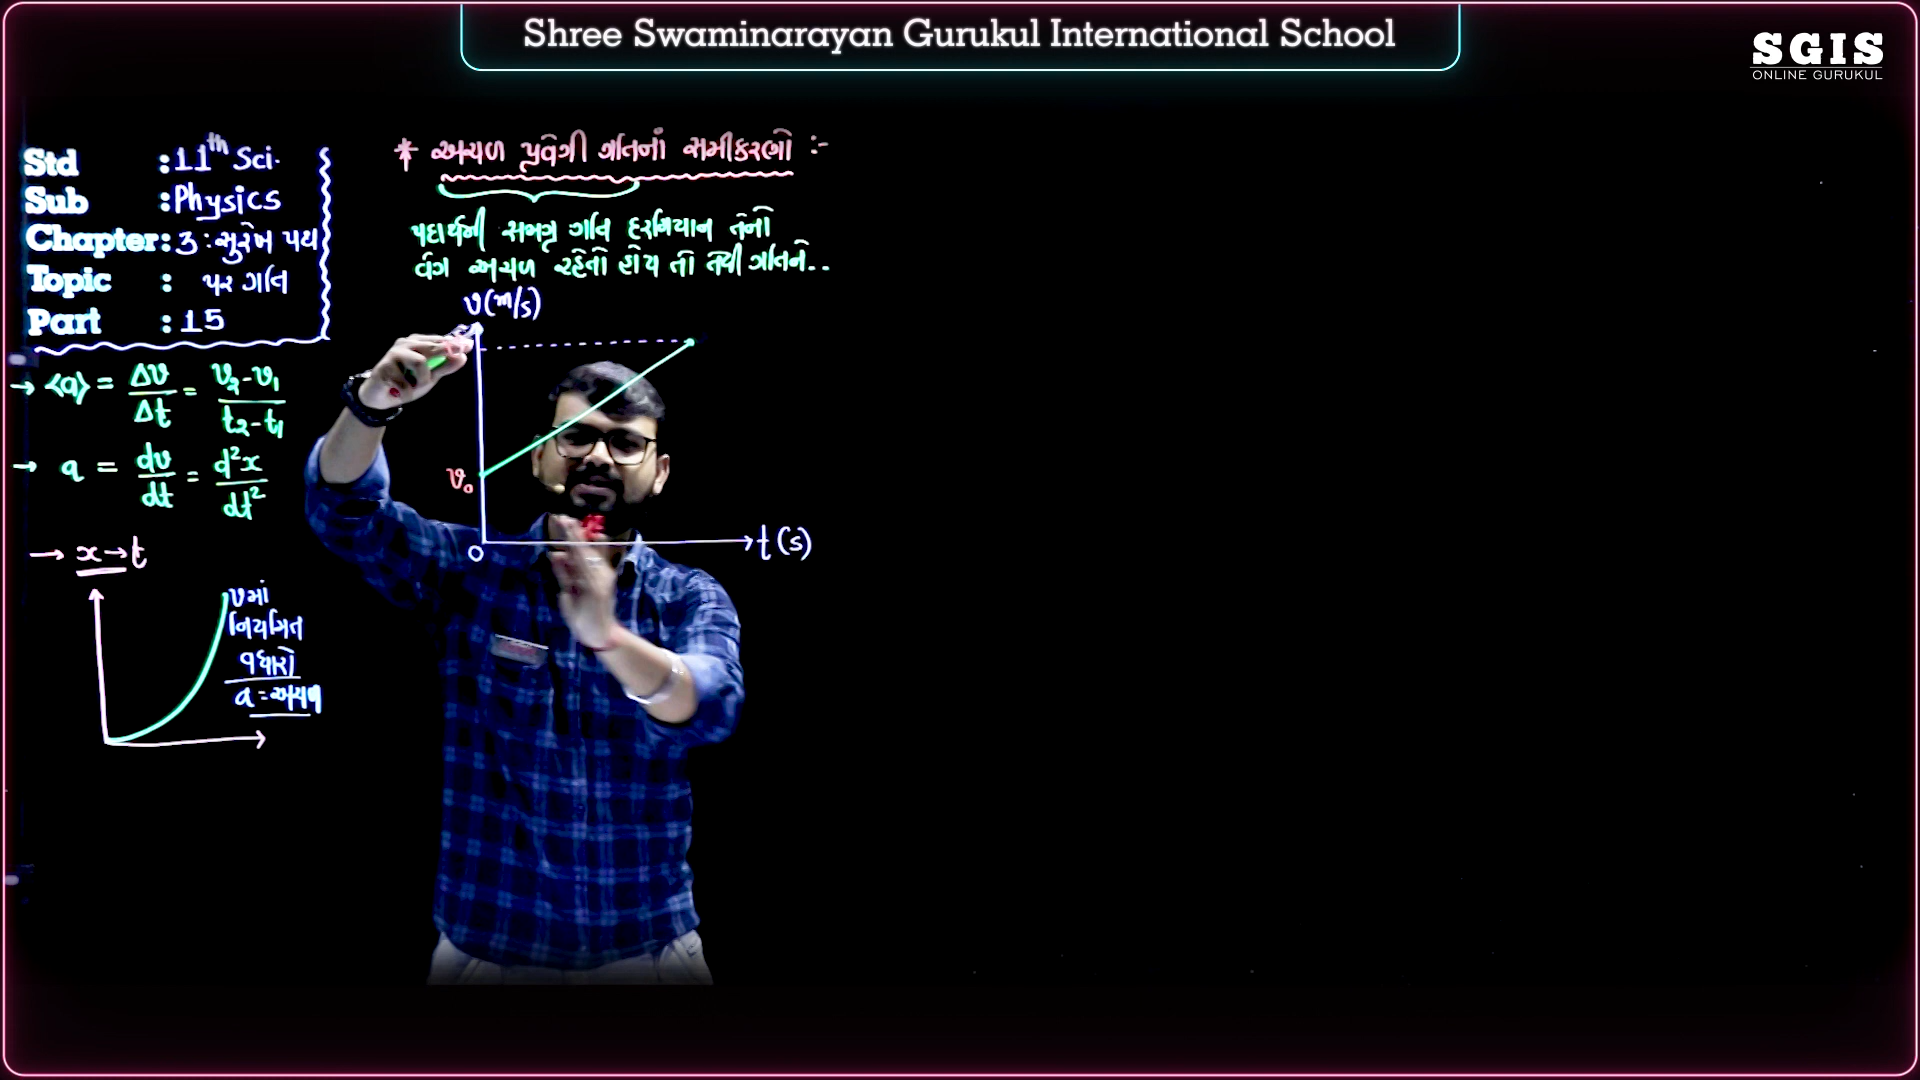 Shree Swaminarayan Gurukul International School
SGIS
ONLINE GURUKUL
Std : 11th Sci.
Sub : Physics
Chapter : 3 : સુરેખ પથ
Topic : પર ગતિ
Part : 15
→ <a> = Δv/Δt = v₂-v₁/t₂-t₁
→ a = dv/dt = d²x/dt²
→ x→t
vમાં
નિયમિત
વધારો
a = અચળ
* અચળ પ્રવેગી ગતિનાં સમીકરણો :-
પદાર્થની સમગ્ર ગતિ દરમિયાન તેનો
વેગ અચળ રહેતો હોય તો તેવી ગતિને..
v(m/s)
v₀
O
t(s)